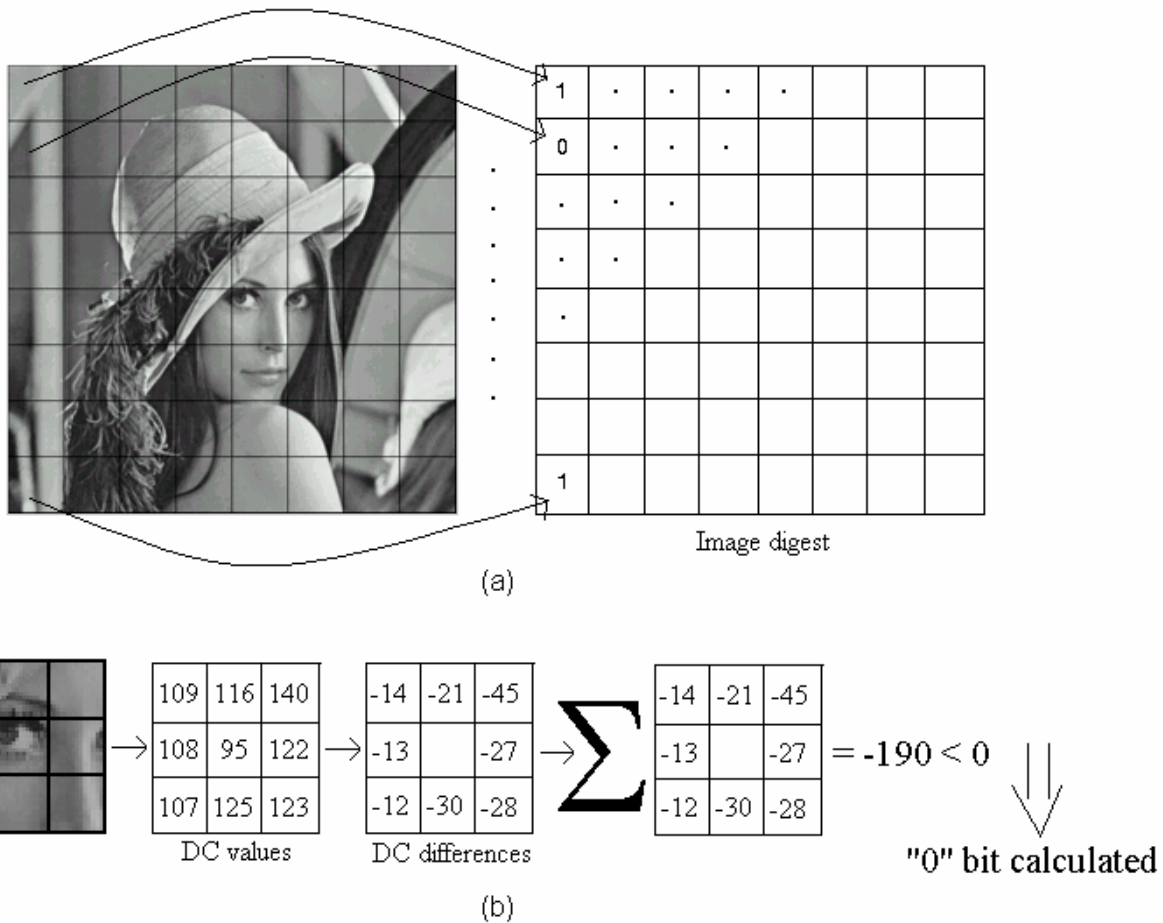 1 . . . .
0 . . .
. . .
. .
.
1
Image digest
(a)
109 116 140
108 95 122
107 125 123
DC values
-14 -21 -45
-13 -27
-12 -30 -28
DC differences
Σ
-14 -21 -45
-13 -27
-12 -30 -28
= -190 < 0
"0" bit calculated
(b)